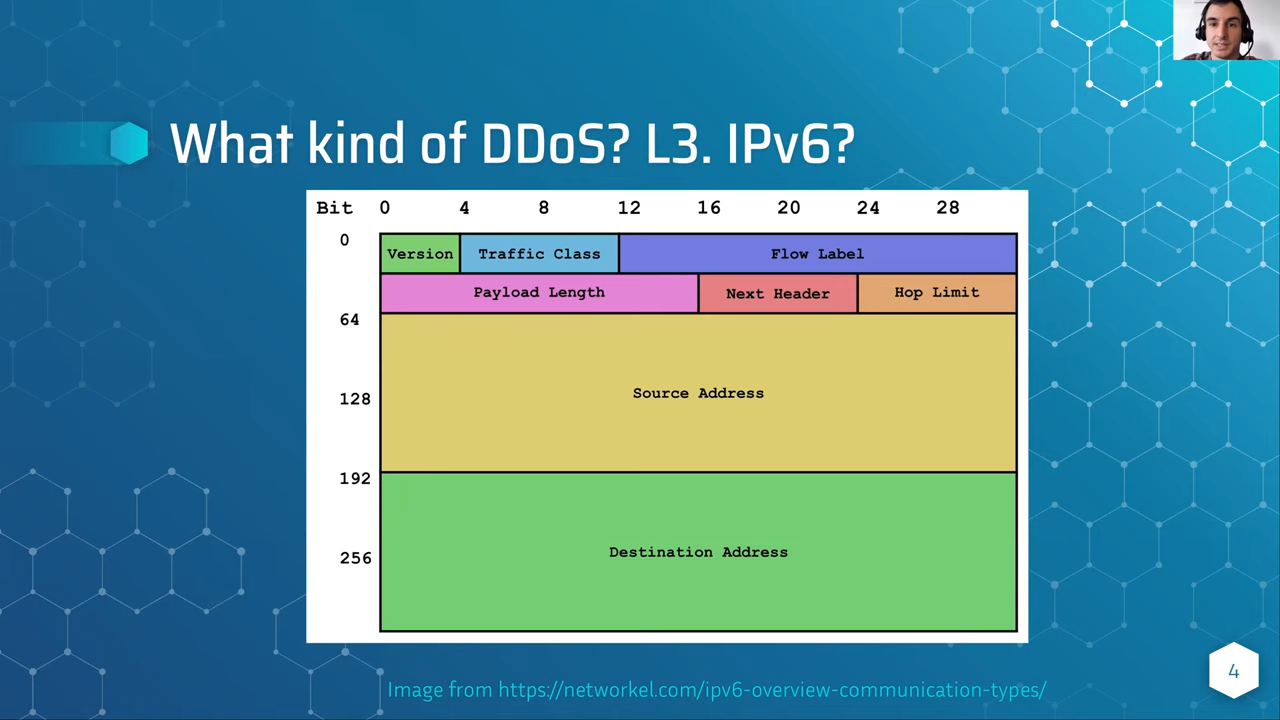 What kind of DDoS? L3. IPv6?
Bit 0 4 8 12 16 20 24 28
0
Version Traffic Class Flow Label
Payload Length Next Header Hop Limit
64
Source Address
128
192
Destination Address
256
4
Image from https://networkel.com/ipv6-overview-communication-types/